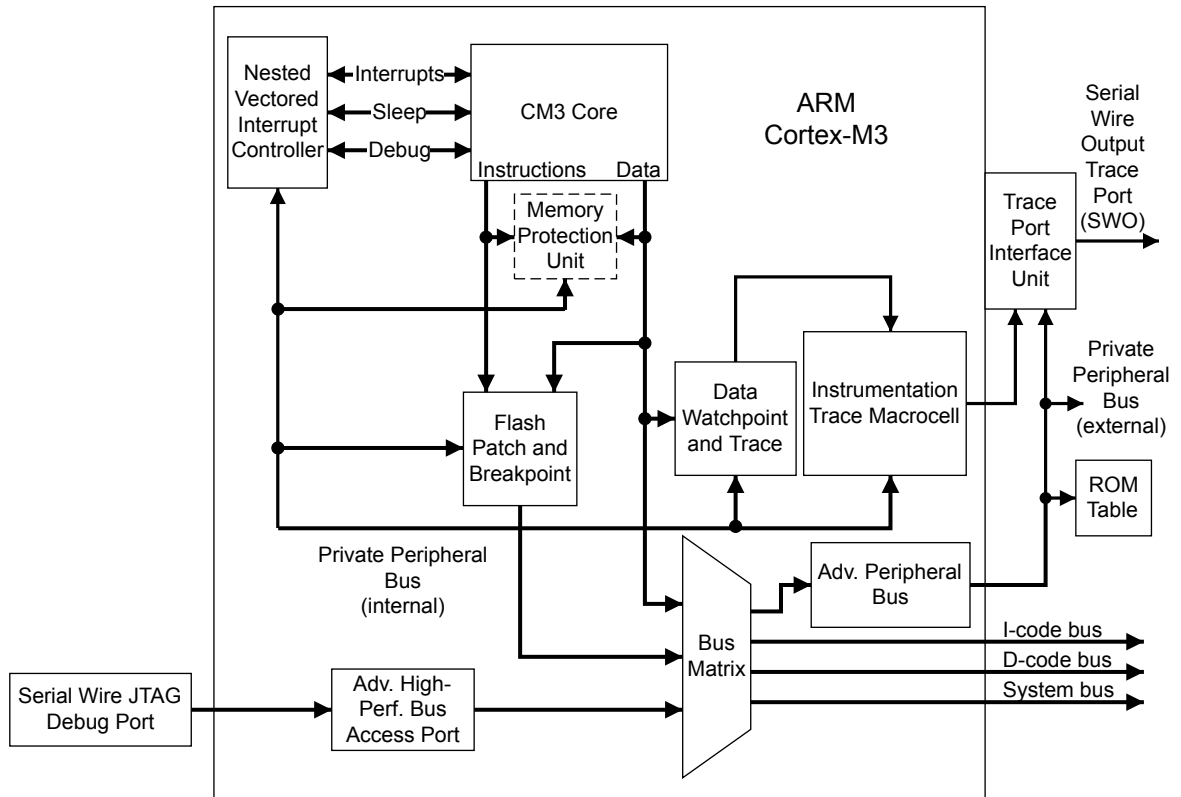 Nested
Vectored
Interrupt
Controller
Interrupts
Sleep
Debug
CM3 Core
Instructions
Data
ARM
Cortex-M3
Memory
Protection
Unit
Trace
Port
Interface
Unit
Serial
Wire
Output
Trace
Port
(SWO)
Flash
Patch and
Breakpoint
Data
Watchpoint
and Trace
Instrumentation
Trace Macrocell
Private
Peripheral
Bus
(external)
ROM
Table
Private Peripheral
Bus
(internal)
Bus
Matrix
Adv. Peripheral
Bus
I-code bus
D-code bus
System bus
Serial Wire JTAG
Debug Port
Adv. High-
Perf. Bus
Access Port